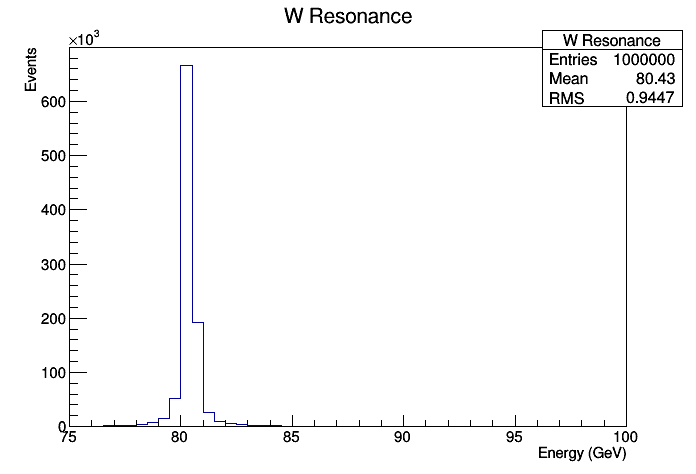 W Resonance
×10³
Events
W Resonance
Entries 1000000
Mean 80.43
RMS 0.9447
600
500
400
300
200
100
0
75 80 85 90 95 100
Energy (GeV)